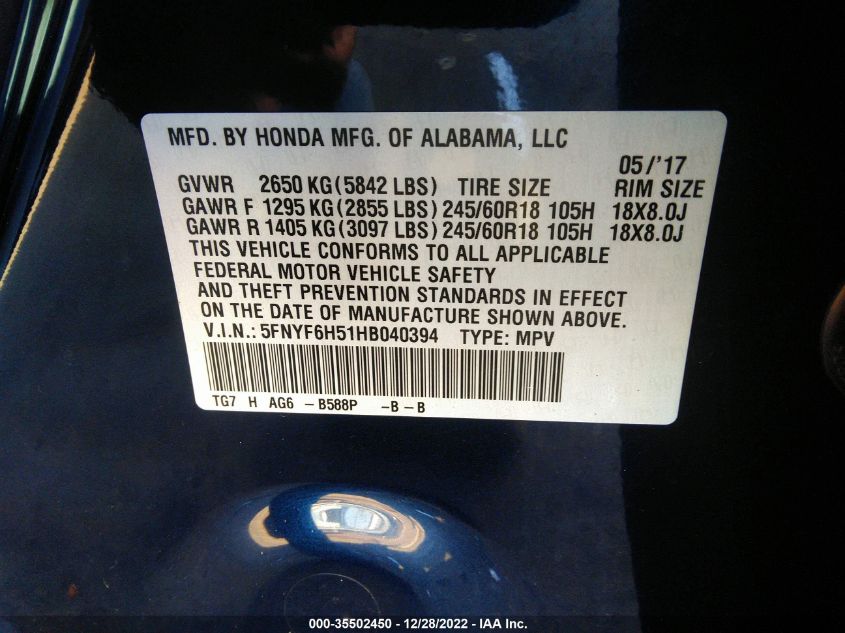 MFD. BY HONDA MFG. OF ALABAMA, LLC
05/'17
GVWR 2650 KG(5842 LBS) TIRE SIZE RIM SIZE
GAWR F 1295 KG(2855 LBS) 245/60R18 105H 18X8.0J
GAWR R 1405 KG(3097 LBS) 245/60R18 105H 18X8.0J
THIS VEHICLE CONFORMS TO ALL APPLICABLE
FEDERAL MOTOR VEHICLE SAFETY
AND THEFT PREVENTION STANDARDS IN EFFECT
ON THE DATE OF MANUFACTURE SHOWN ABOVE.
V.I.N.: 5FNYF6H51HB040394 TYPE: MPV
TG7 H AG6 -B588P -B-B
000-35502450 - 12/28/2022 - IAA Inc.